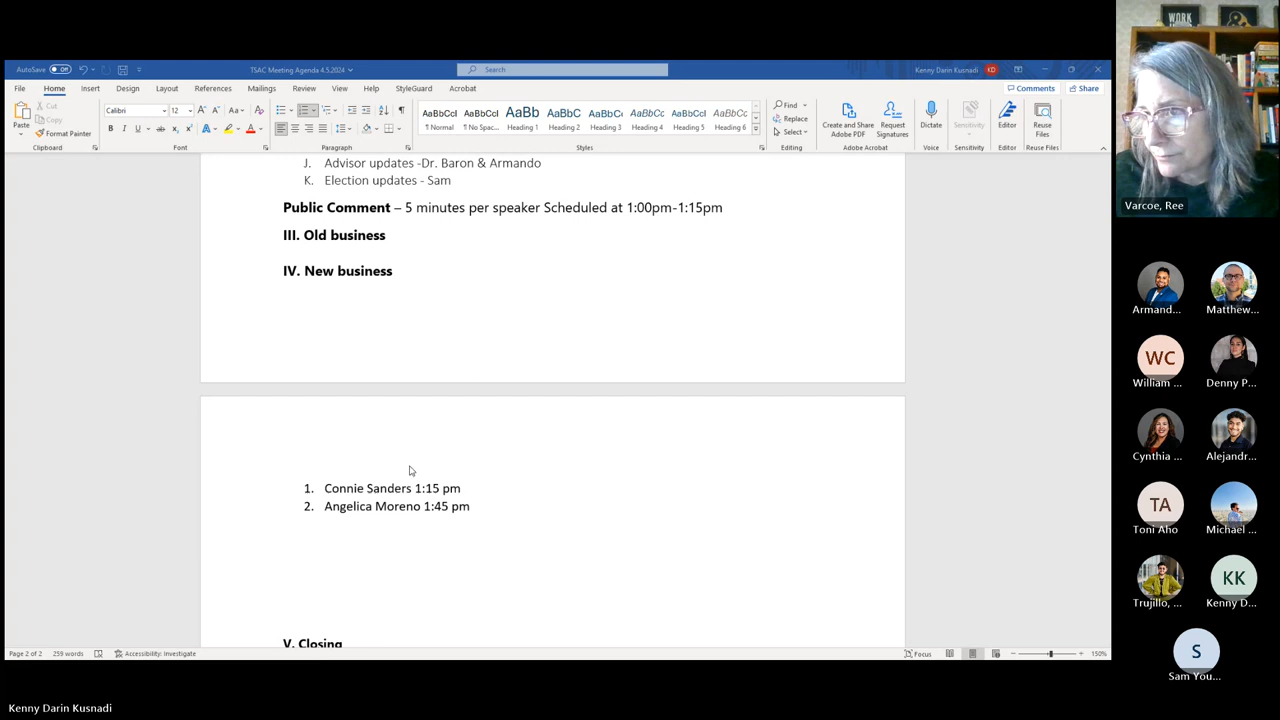 AutoSave Off TSAC Meeting Agenda 4.5.2024 Search Kenny Darin Kusnadi KD
File Home Insert Design Layout References Mailings Review View Help StyleGuard Acrobat Comments Share
Paste Cut Copy Format Painter Clipboard
Calibri 12 Font
Paragraph
AaBbCcI AaBbCcI AaBb AaBbC AaBbCc AaBbCc AaBbCc AaBbCc
¶ Normal ¶ No Spac... Heading 1 Heading 2 Heading 3 Heading 4 Heading 5 Heading 6
Styles
Find Replace Select Editing
Create and Share Adobe PDF Request Signatures Adobe Acrobat
Dictate Voice
Sensitivity Sensitivity
Editor Editor
Reuse Files Reuse Files
J. Advisor updates -Dr. Baron & Armando
K. Election updates - Sam
Public Comment – 5 minutes per speaker Scheduled at 1:00pm-1:15pm
III. Old business
IV. New business
1. Connie Sanders 1:15 pm
2. Angelica Moreno 1:45 pm
V. Closing
Page 2 of 2 259 words Accessibility: Investigate Focus 150%
Kenny Darin Kusnadi
WORK
Varcoe, Ree
Armand... Matthew...
WC
William ... Denny P...
Cynthia ... Alejandr...
TA
Toni Aho Michael ...
KK
Trujillo, ... Kenny D...
S
Sam You...